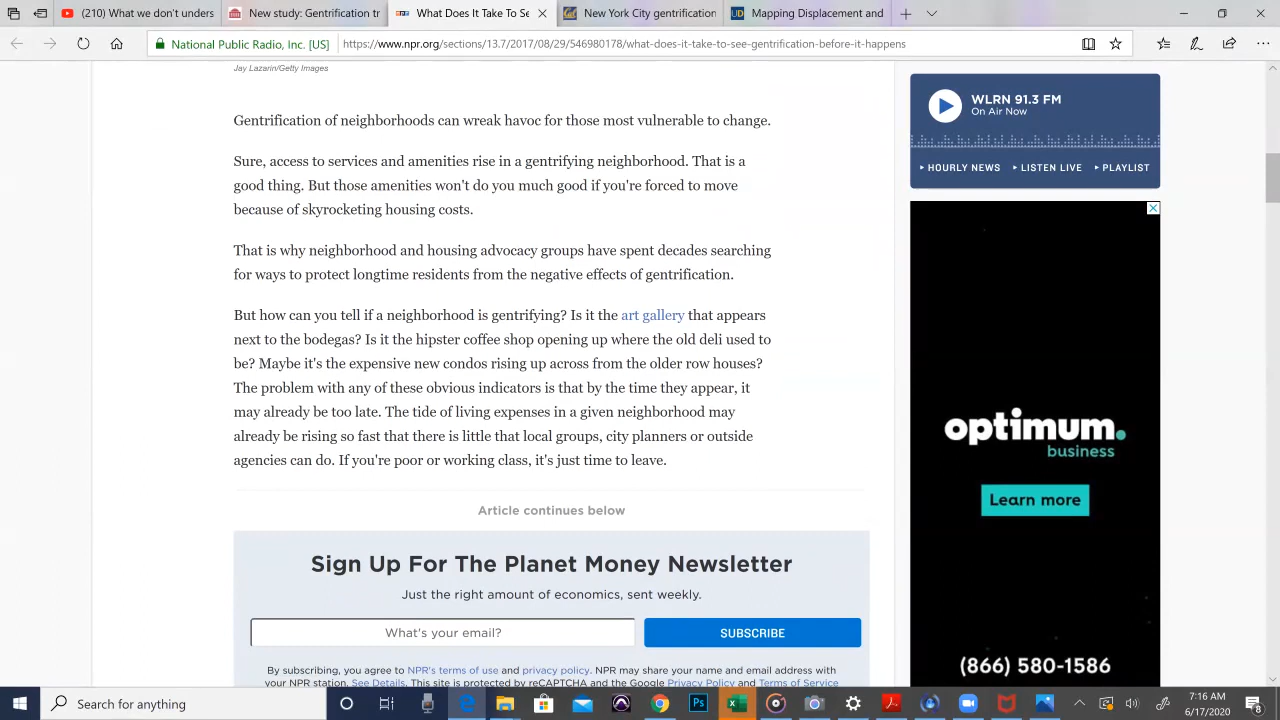 (210) Who benefits from
What Does It Take To Se
New York City Gentrificati
Mapping Displacement an
National Public Radio, Inc. [US]
https://www.npr.org/sections/13.7/2017/08/29/546980178/what-does-it-take-to-see-gentrification-before-it-happens
Jay Lazarin/Getty Images
Gentrification of neighborhoods can wreak havoc for those most vulnerable to change.
Sure, access to services and amenities rise in a gentrifying neighborhood. That is a
good thing. But those amenities won't do you much good if you're forced to move
because of skyrocketing housing costs.
That is why neighborhood and housing advocacy groups have spent decades searching
for ways to protect longtime residents from the negative effects of gentrification.
But how can you tell if a neighborhood is gentrifying? Is it the art gallery that appears
next to the bodegas? Is it the hipster coffee shop opening up where the old deli used to
be? Maybe it's the expensive new condos rising up across from the older row houses?
The problem with any of these obvious indicators is that by the time they appear, it
may already be too late. The tide of living expenses in a given neighborhood may
already be rising so fast that there is little that local groups, city planners or outside
agencies can do. If you're poor or working class, it's just time to leave.
Article continues below
Sign Up For The Planet Money Newsletter
Just the right amount of economics, sent weekly.
What's your email?
SUBSCRIBE
By subscribing, you agree to NPR's terms of use and privacy policy. NPR may share your name and email address with
your NPR station. See Details. This site is protected by reCAPTCHA and the Google Privacy Policy and Terms of Service
WLRN 91.3 FM
On Air Now
HOURLY NEWS
LISTEN LIVE
PLAYLIST
optimum.
business
Learn more
(866) 580-1586
Search for anything
7:16 AM
6/17/2020